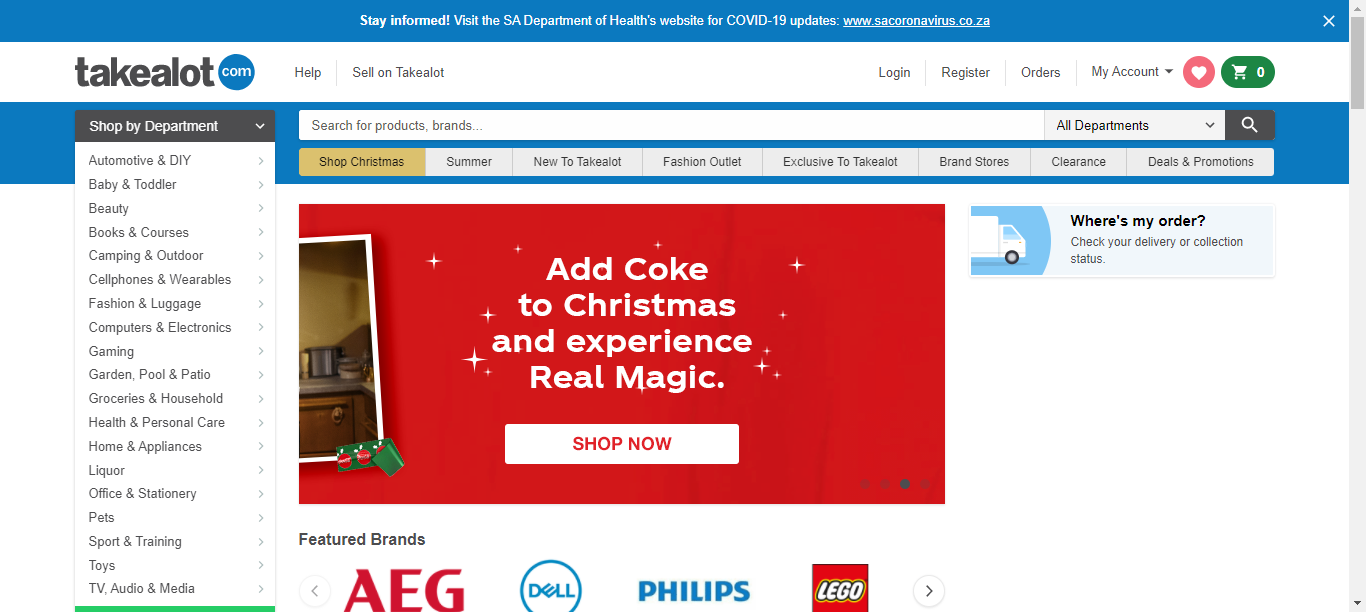 Stay informed! Visit the SA Department of Health's website for COVID-19 updates: www.sacoronavirus.co.za
takealot com
Help
Sell on Takealot
Login
Register
Orders
My Account
0
Shop by Department
Search for products, brands...
All Departments
Shop Christmas
Summer
New To Takealot
Fashion Outlet
Exclusive To Takealot
Brand Stores
Clearance
Deals & Promotions
Automotive & DIY
Baby & Toddler
Beauty
Books & Courses
Camping & Outdoor
Cellphones & Wearables
Fashion & Luggage
Computers & Electronics
Gaming
Garden, Pool & Patio
Groceries & Household
Health & Personal Care
Home & Appliances
Liquor
Office & Stationery
Pets
Sport & Training
Toys
TV, Audio & Media
Add Coke
to Christmas
and experience
Real Magic.
SHOP NOW
Where's my order?
Check your delivery or collection
status.
Featured Brands
AEG
DELL
PHILIPS
LEGO